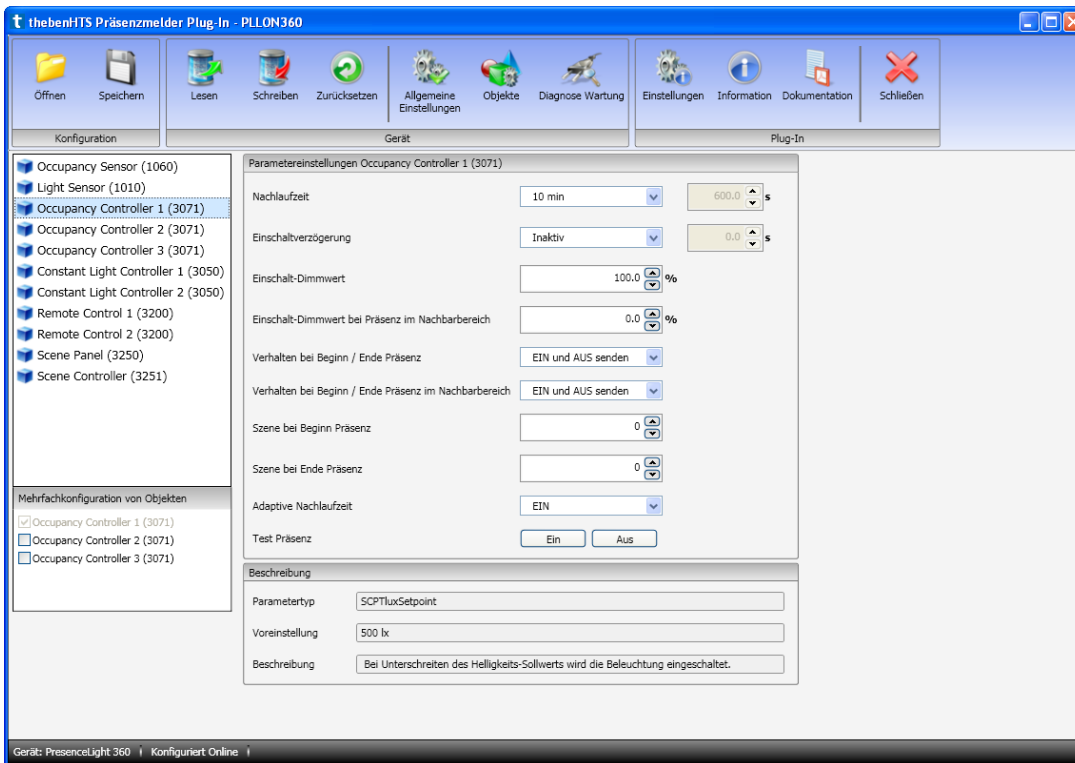 thebenHTS Präsenzmelder Plug-In - PLLON360
Öffnen
Speichern
Lesen
Schreiben
Zurücksetzen
Allgemeine
Einstellungen
Objekte
Diagnose Wartung
Einstellungen
Information
Dokumentation
Schließen
Konfiguration
Gerät
Plug-In
Occupancy Sensor (1060)
Light Sensor (1010)
Occupancy Controller 1 (3071)
Occupancy Controller 2 (3071)
Occupancy Controller 3 (3071)
Constant Light Controller 1 (3050)
Constant Light Controller 2 (3050)
Remote Control 1 (3200)
Remote Control 2 (3200)
Scene Panel (3250)
Scene Controller (3251)
Mehrfachkonfiguration von Objekten
Occupancy Controller 1 (3071)
Occupancy Controller 2 (3071)
Occupancy Controller 3 (3071)
Parametereinstellungen Occupancy Controller 1 (3071)
Nachlaufzeit 10 min 600.0 s
Einschaltverzögerung Inaktiv 0.0 s
Einschalt-Dimmwert 100.0 %
Einschalt-Dimmwert bei Präsenz im Nachbarbereich 0.0 %
Verhalten bei Beginn / Ende Präsenz EIN und AUS senden
Verhalten bei Beginn / Ende Präsenz im Nachbarbereich EIN und AUS senden
Szene bei Beginn Präsenz 0
Szene bei Ende Präsenz 0
Adaptive Nachlaufzeit EIN
Test Präsenz Ein Aus
Beschreibung
Parametertyp SCPTluxSetpoint
Voreinstellung 500 lx
Beschreibung Bei Unterschreiten des Helligkeits-Sollwerts wird die Beleuchtung eingeschaltet.
Gerät: PresenceLight 360 Konfiguriert Online